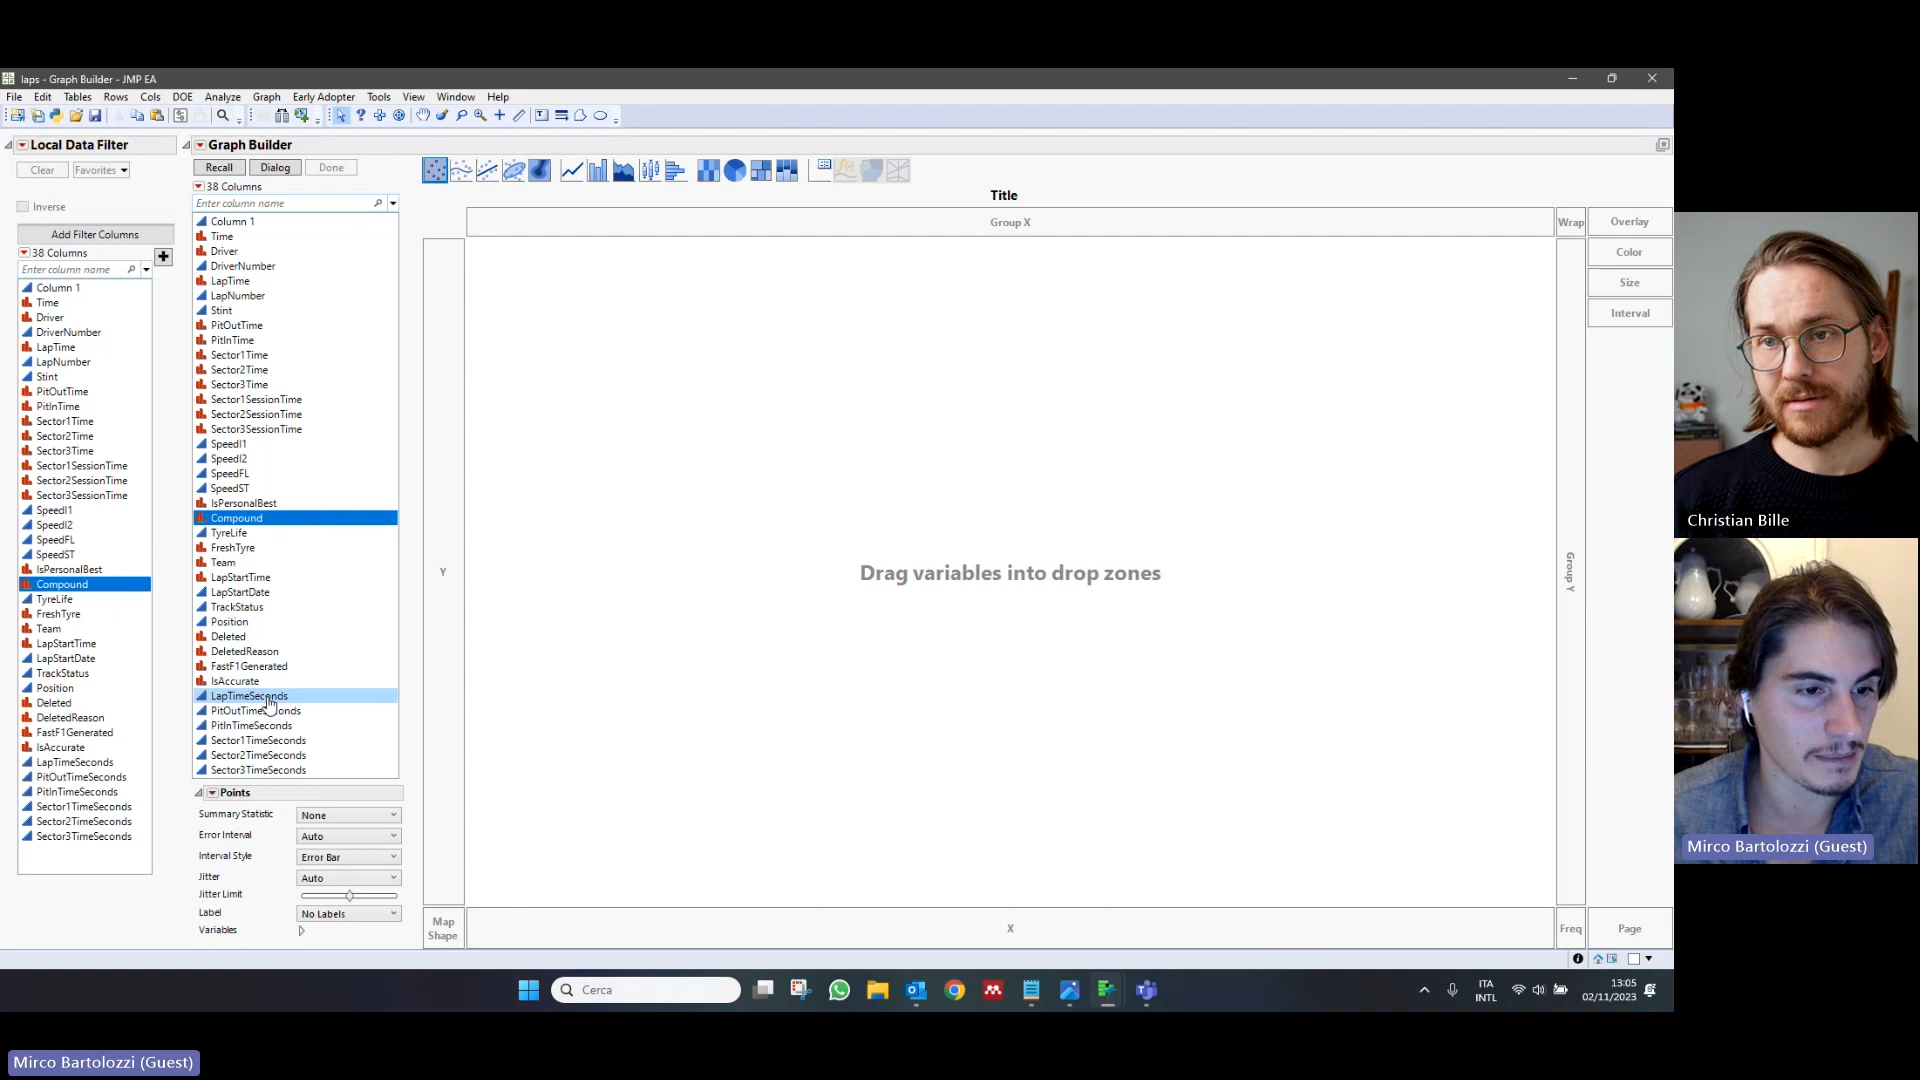 laps - Graph Builder - JMP EA
File Edit Tables Rows Cols DOE Analyze Graph Early Adopter Tools View Window Help
Local Data Filter
Clear Favorites
Inverse
Add Filter Columns
38 Columns
Enter column name
Column 1
Time
Driver
DriverNumber
LapTime
LapNumber
Stint
PitOutTime
PitInTime
Sector1Time
Sector2Time
Sector3Time
Sector1SessionTime
Sector2SessionTime
Sector3SessionTime
SpeedI1
SpeedI2
SpeedFL
SpeedST
IsPersonalBest
Compound
TyreLife
FreshTyre
Team
LapStartTime
LapStartDate
TrackStatus
Position
Deleted
DeletedReason
FastF1Generated
IsAccurate
LapTimeSeconds
PitOutTimeSeconds
PitInTimeSeconds
Sector1TimeSeconds
Sector2TimeSeconds
Sector3TimeSeconds
Graph Builder
Recall Dialog Done
38 Columns
Enter column name
Column 1
Time
Driver
DriverNumber
LapTime
LapNumber
Stint
PitOutTime
PitInTime
Sector1Time
Sector2Time
Sector3Time
Sector1SessionTime
Sector2SessionTime
Sector3SessionTime
SpeedI1
SpeedI2
SpeedFL
SpeedST
IsPersonalBest
Compound
TyreLife
FreshTyre
Team
LapStartTime
LapStartDate
TrackStatus
Position
Deleted
DeletedReason
FastF1Generated
IsAccurate
LapTimeSeconds
PitOutTimeSeconds
PitInTimeSeconds
Sector1TimeSeconds
Sector2TimeSeconds
Sector3TimeSeconds
Points
Summary Statistic None
Error Interval Auto
Interval Style Error Bar
Jitter Auto
Jitter Limit
Label No Labels
Variables
Title
Group X
Wrap
Overlay
Color
Size
Interval
Y
Drag variables into drop zones
Group Y
Map
Shape
X
Freq
Page
Cerca
ITA
INTL
13:05
02/11/2023
Christian Bille
Mirco Bartolozzi (Guest)
Mirco Bartolozzi (Guest)